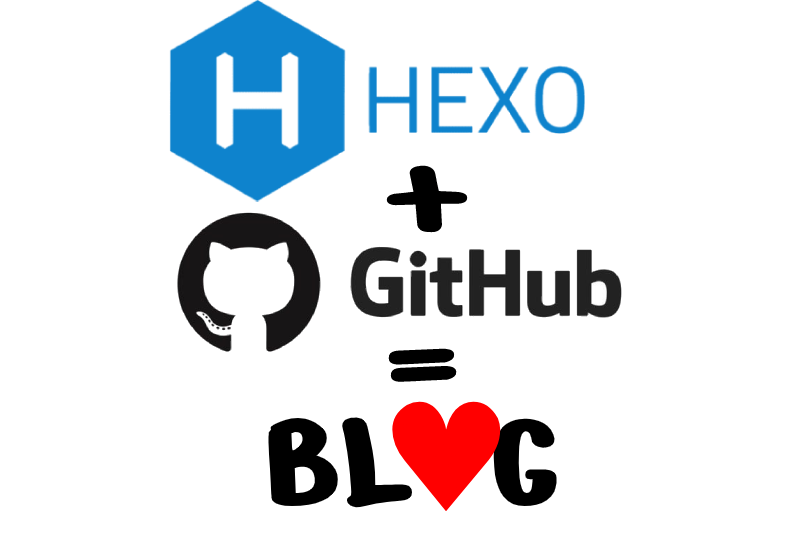 H HEXO
+
GitHub
=
BL♥G